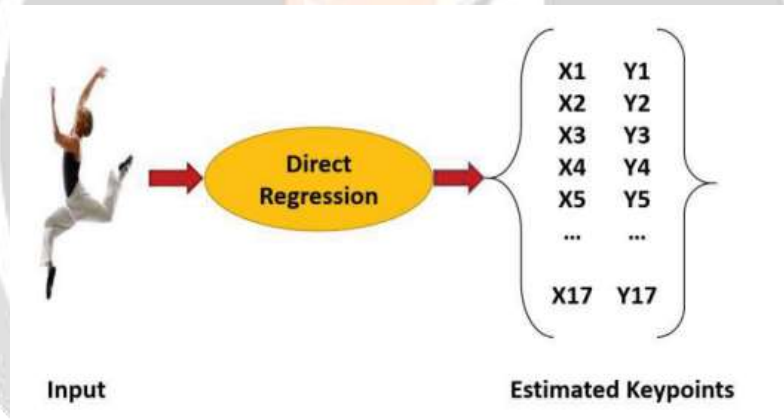 Direct
Regression
X1 Y1
X2 Y2
X3 Y3
X4 Y4
X5 Y5
... ...
X17 Y17
Input
Estimated Keypoints